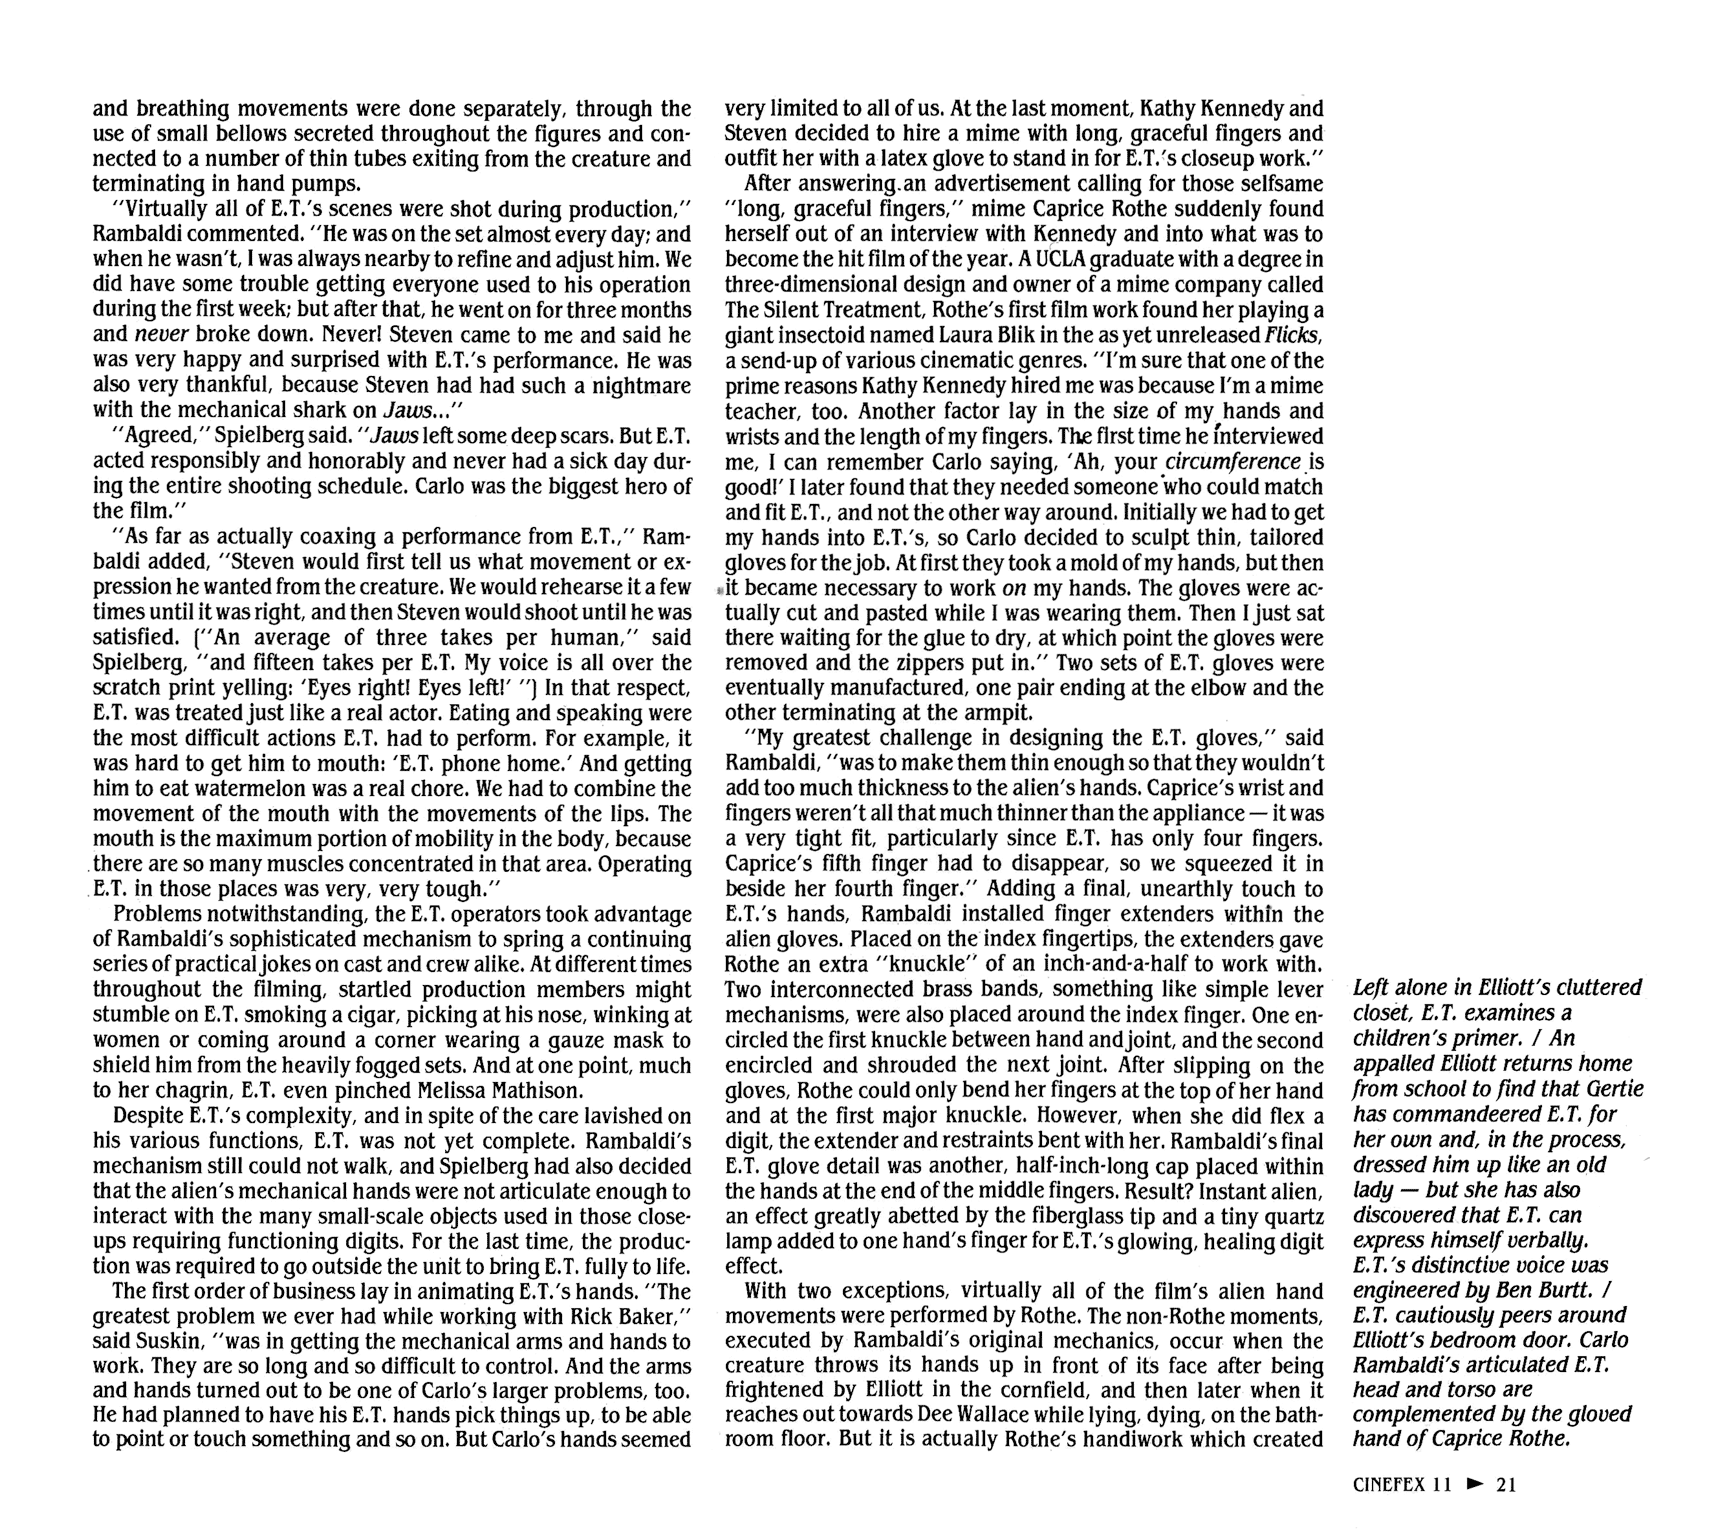 and breathing movements were done separately, through the
use of small bellows secreted throughout the figures and con-
nected to a number of thin tubes exiting from the creature and
terminating in hand pumps.
"Virtually all of E.T.'s scenes were shot during production,"
Rambaldi commented. "He was on the set almost every day; and
when he wasn't, I was always nearby to refine and adjust him. We
did have some trouble getting everyone used to his operation
during the first week; but after that, he went on for three months
and never broke down. Never! Steven came to me and said he
was very happy and surprised with E.T.'s performance. He was
also very thankful, because Steven had had such a nightmare
with the mechanical shark on Jaws..."
"Agreed," Spielberg said. "Jaws left some deep scars. But E.T.
acted responsibly and honorably and never had a sick day dur-
ing the entire shooting schedule. Carlo was the biggest hero of
the film."
"As far as actually coaxing a performance from E.T.," Ram-
baldi added, "Steven would first tell us what movement or ex-
pression he wanted from the creature. We would rehearse it a few
times until it was right, and then Steven would shoot until he was
satisfied. ("An average of three takes per human," said
Spielberg, "and fifteen takes per E.T. My voice is all over the
scratch print yelling: 'Eyes right! Eyes left!' ") In that respect,
E.T. was treated just like a real actor. Eating and speaking were
the most difficult actions E.T. had to perform. For example, it
was hard to get him to mouth: 'E.T. phone home.' And getting
him to eat watermelon was a real chore. We had to combine the
movement of the mouth with the movements of the lips. The
mouth is the maximum portion of mobility in the body, because
there are so many muscles concentrated in that area. Operating
E.T. in those places was very, very tough."
Problems notwithstanding, the E.T. operators took advantage
of Rambaldi's sophisticated mechanism to spring a continuing
series of practical jokes on cast and crew alike. At different times
throughout the filming, startled production members might
stumble on E.T. smoking a cigar, picking at his nose, winking at
women or coming around a corner wearing a gauze mask to
shield him from the heavily fogged sets. And at one point, much
to her chagrin, E.T. even pinched Melissa Mathison.
Despite E.T.'s complexity, and in spite of the care lavished on
his various functions, E.T. was not yet complete. Rambaldi's
mechanism still could not walk, and Spielberg had also decided
that the alien's mechanical hands were not articulate enough to
interact with the many small-scale objects used in those close-
ups requiring functioning digits. For the last time, the produc-
tion was required to go outside the unit to bring E.T. fully to life.
The first order of business lay in animating E.T.'s hands. "The
greatest problem we ever had while working with Rick Baker,"
said Suskin, "was in getting the mechanical arms and hands to
work. They are so long and so difficult to control. And the arms
and hands turned out to be one of Carlo's larger problems, too.
He had planned to have his E.T. hands pick things up, to be able
to point or touch something and so on. But Carlo's hands seemed
very limited to all of us. At the last moment, Kathy Kennedy and
Steven decided to hire a mime with long, graceful fingers and
outfit her with a latex glove to stand in for E.T.'s closeup work."
After answering an advertisement calling for those selfsame
"long, graceful fingers," mime Caprice Rothe suddenly found
herself out of an interview with Kennedy and into what was to
become the hit film of the year. A UCLA graduate with a degree in
three-dimensional design and owner of a mime company called
The Silent Treatment, Rothe's first film work found her playing a
giant insectoid named Laura Blik in the as yet unreleased Flicks,
a send-up of various cinematic genres. "I'm sure that one of the
prime reasons Kathy Kennedy hired me was because I'm a mime
teacher, too. Another factor lay in the size of my hands and
wrists and the length of my fingers. The first time he interviewed
me, I can remember Carlo saying, 'Ah, your circumference is
good!' I later found that they needed someone who could match
and fit E.T., and not the other way around. Initially we had to get
my hands into E.T.'s, so Carlo decided to sculpt thin, tailored
gloves for the job. At first they took a mold of my hands, but then
it became necessary to work on my hands. The gloves were ac-
tually cut and pasted while I was wearing them. Then I just sat
there waiting for the glue to dry, at which point the gloves were
removed and the zippers put in." Two sets of E.T. gloves were
eventually manufactured, one pair ending at the elbow and the
other terminating at the armpit.
"My greatest challenge in designing the E.T. gloves," said
Rambaldi, "was to make them thin enough so that they wouldn't
add too much thickness to the alien's hands. Caprice's wrist and
fingers weren't all that much thinner than the appliance — it was
a very tight fit, particularly since E.T. has only four fingers.
Caprice's fifth finger had to disappear, so we squeezed it in
beside her fourth finger." Adding a final, unearthly touch to
E.T.'s hands, Rambaldi installed finger extenders within the
alien gloves. Placed on the index fingertips, the extenders gave
Rothe an extra "knuckle" of an inch-and-a-half to work with.
Two interconnected brass bands, something like simple lever
mechanisms, were also placed around the index finger. One en-
circled the first knuckle between hand and joint, and the second
encircled and shrouded the next joint. After slipping on the
gloves, Rothe could only bend her fingers at the top of her hand
and at the first major knuckle. However, when she did flex a
digit, the extender and restraints bent with her. Rambaldi's final
E.T. glove detail was another, half-inch-long cap placed within
the hands at the end of the middle fingers. Result? Instant alien,
an effect greatly abetted by the fiberglass tip and a tiny quartz
lamp added to one hand's finger for E.T.'s glowing, healing digit
effect.
With two exceptions, virtually all of the film's alien hand
movements were performed by Rothe. The non-Rothe moments,
executed by Rambaldi's original mechanics, occur when the
creature throws its hands up in front of its face after being
frightened by Elliott in the cornfield, and then later when it
reaches out towards Dee Wallace while lying, dying, on the bath-
room floor. But it is actually Rothe's handiwork which created
Left alone in Elliott's cluttered
closet, E.T. examines a
children's primer. / An
appalled Elliott returns home
from school to find that Gertie
has commandeered E.T. for
her own and, in the process,
dressed him up like an old
lady — but she has also
discovered that E.T. can
express himself verbally.
E.T.'s distinctive voice was
engineered by Ben Burtt. /
E.T. cautiously peers around
Elliott's bedroom door. Carlo
Rambaldi's articulated E.T.
head and torso are
complemented by the gloved
hand of Caprice Rothe.
CINEFEX 11 ► 21